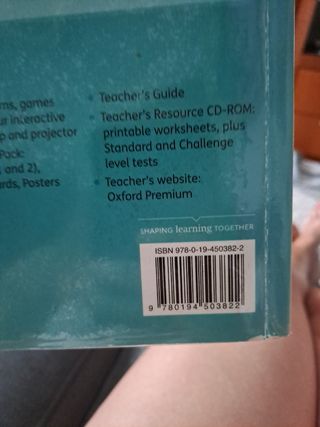 ms, games
ur interactive
p and projector
Pack:
and 2),
ards, Posters
• Teacher's Guide
• Teacher's Resource CD-ROM:
printable worksheets, plus
Standard and Challenge
level tests
• Teacher's website:
Oxford Premium
SHAPING learning TOGETHER
ISBN 978-0-19-450382-2
9 780194 503822